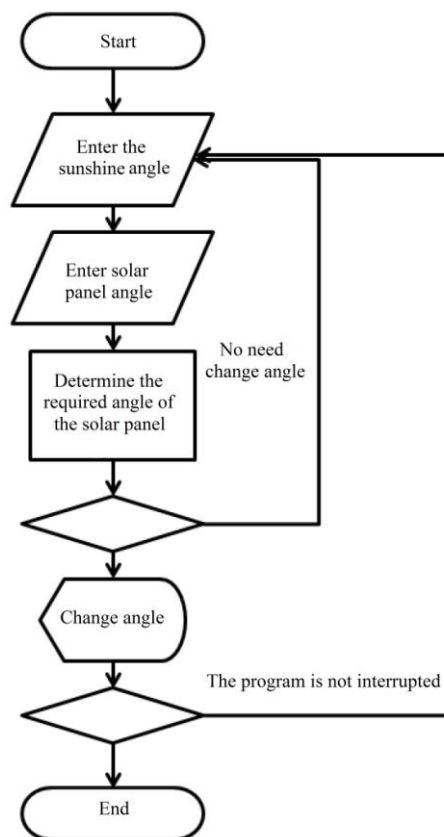 Start
Enter the
sunshine angle
Enter solar
panel angle
No need
change angle
Determine the
required angle of
the solar panel
Change angle
The program is not interrupted
End